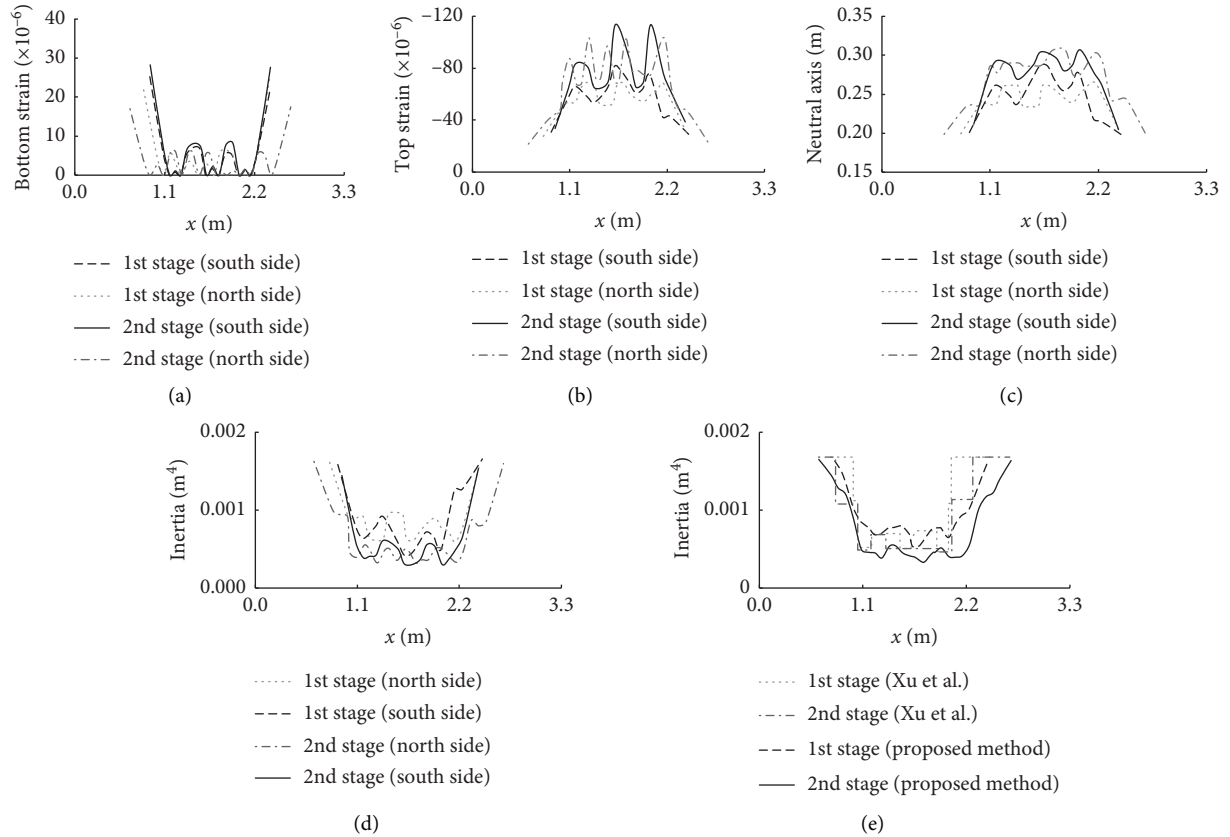 Bottom strain (×10⁻⁶)
40
30
20
10
0
0.0 1.1 2.2 3.3
x (m)
1st stage (south side)
1st stage (north side)
2nd stage (south side)
2nd stage (north side)
(a)
Top strain (×10⁻⁶)
−120
−80
−40
0
0.0 1.1 2.2 3.3
x (m)
1st stage (south side)
1st stage (north side)
2nd stage (south side)
2nd stage (north side)
(b)
Neutral axis (m)
0.35
0.30
0.25
0.20
0.15
0.0 1.1 2.2 3.3
x (m)
1st stage (south side)
1st stage (north side)
2nd stage (south side)
2nd stage (north side)
(c)
Inertia (m⁴)
0.002
0.001
0.000
0.0 1.1 2.2 3.3
x (m)
1st stage (north side)
1st stage (south side)
2nd stage (north side)
2nd stage (south side)
(d)
Inertia (m⁴)
0.002
0.001
0
0.0 1.1 2.2 3.3
x (m)
1st stage (Xu et al.)
2nd stage (Xu et al.)
1st stage (proposed method)
2nd stage (proposed method)
(e)